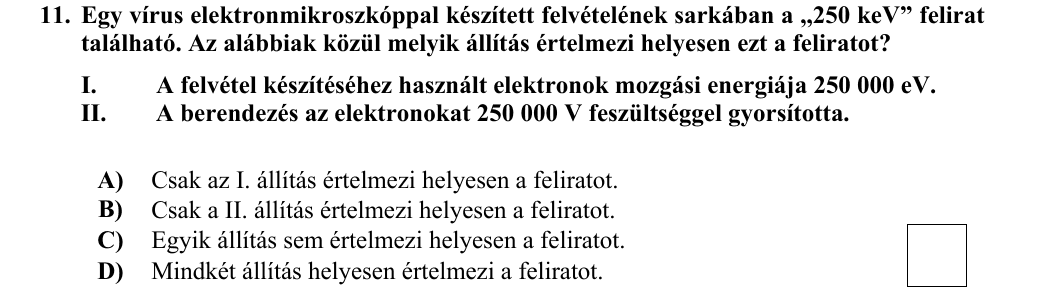 11. Egy vírus elektronmikroszkóppal készített felvételének sarkában a „250 keV” felirat
található. Az alábbiak közül melyik állítás értelmezi helyesen ezt a feliratot?
I. A felvétel készítéséhez használt elektronok mozgási energiája 250 000 eV.
II. A berendezés az elektronokat 250 000 V feszültséggel gyorsította.
A) Csak az I. állítás értelmezi helyesen a feliratot.
B) Csak a II. állítás értelmezi helyesen a feliratot.
C) Egyik állítás sem értelmezi helyesen a feliratot.
D) Mindkét állítás helyesen értelmezi a feliratot.